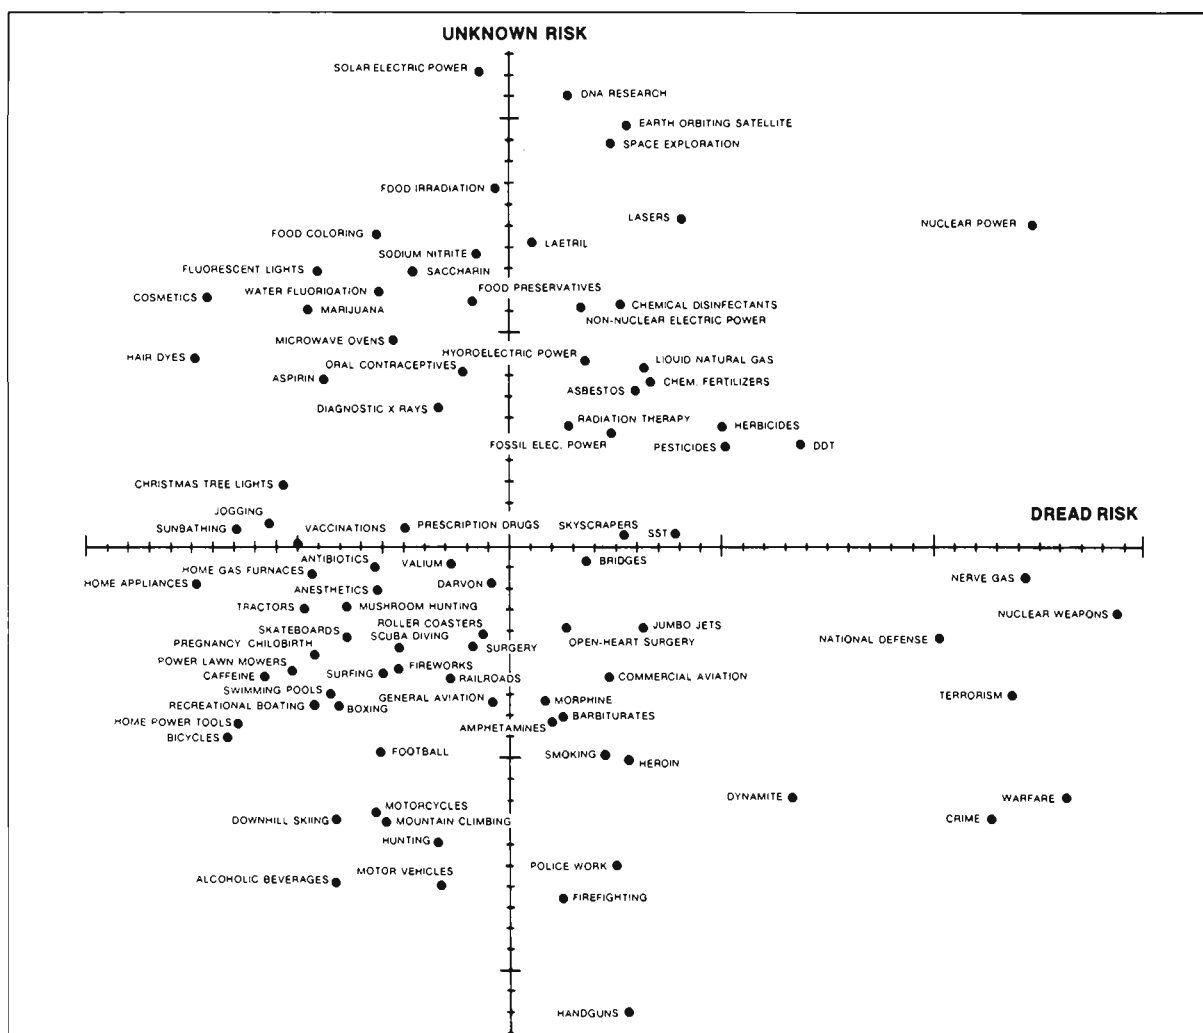 UNKNOWN RISK
SOLAR ELECTRIC POWER
DNA RESEARCH
EARTH ORBITING SATELLITE
SPACE EXPLORATION
FOOD IRRADIATION
LASERS
NUCLEAR POWER
FOOD COLORING
LAETRIL
SODIUM NITRITE
FLUORESCENT LIGHTS
SACCHARIN
WATER FLUORIDATION
FOOD PRESERVATIVES
COSMETICS
CHEMICAL DISINFECTANTS
MARIJUANA
NON-NUCLEAR ELECTRIC POWER
MICROWAVE OVENS
HYDROELECTRIC POWER
HAIR DYES
LIQUID NATURAL GAS
ORAL CONTRACEPTIVES
ASPIRIN
CHEM. FERTILIZERS
ASBESTOS
DIAGNOSTIC X RAYS
RADIATION THERAPY
HERBICIDES
FOSSIL ELEC. POWER
PESTICIDES
DDT
CHRISTMAS TREE LIGHTS
JOGGING
DREAD RISK
SUNBATHING
VACCINATIONS
PRESCRIPTION DRUGS
SKYSCRAPERS
SST
ANTIBIOTICS
VALIUM
BRIDGES
HOME GAS FURNACES
HOME APPLIANCES
DARVON
NERVE GAS
ANESTHETICS
TRACTORS
MUSHROOM HUNTING
NUCLEAR WEAPONS
ROLLER COASTERS
SKATEBOARDS
SCUBA DIVING
JUMBO JETS
NATIONAL DEFENSE
PREGNANCY CHILDBIRTH
SURGERY
OPEN-HEART SURGERY
POWER LAWN MOWERS
FIREWORKS
CAFFEINE
SURFING
RAILROADS
COMMERCIAL AVIATION
SWIMMING POOLS
TERRORISM
RECREATIONAL BOATING
BOXING
GENERAL AVIATION
MORPHINE
HOME POWER TOOLS
BARBITURATES
AMPHETAMINES
BICYCLES
FOOTBALL
SMOKING
HEROIN
DYNAMITE
WARFARE
MOTORCYCLES
DOWNHILL SKIING
MOUNTAIN CLIMBING
CRIME
HUNTING
MOTOR VEHICLES
POLICE WORK
ALCOHOLIC BEVERAGES
FIREFIGHTING
HANDGUNS